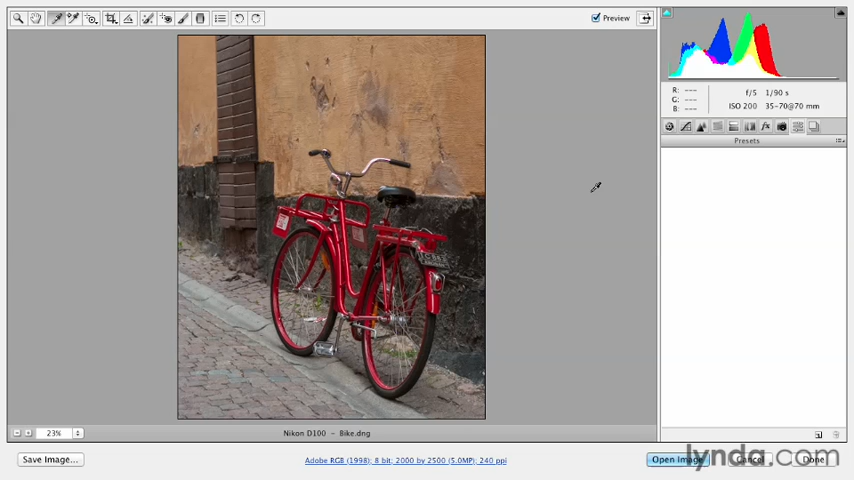 Preview
R: ---
G: ---
B: ---
f/5 1/90 s
ISO 200 35-70@70 mm
Presets
23%
Nikon D100 - Bike.dng
Save Image...
Adobe RGB (1998); 8 bit; 2000 by 2500 (5.0MP); 240 ppi
Open Image
Cancel
Done
lynda.com